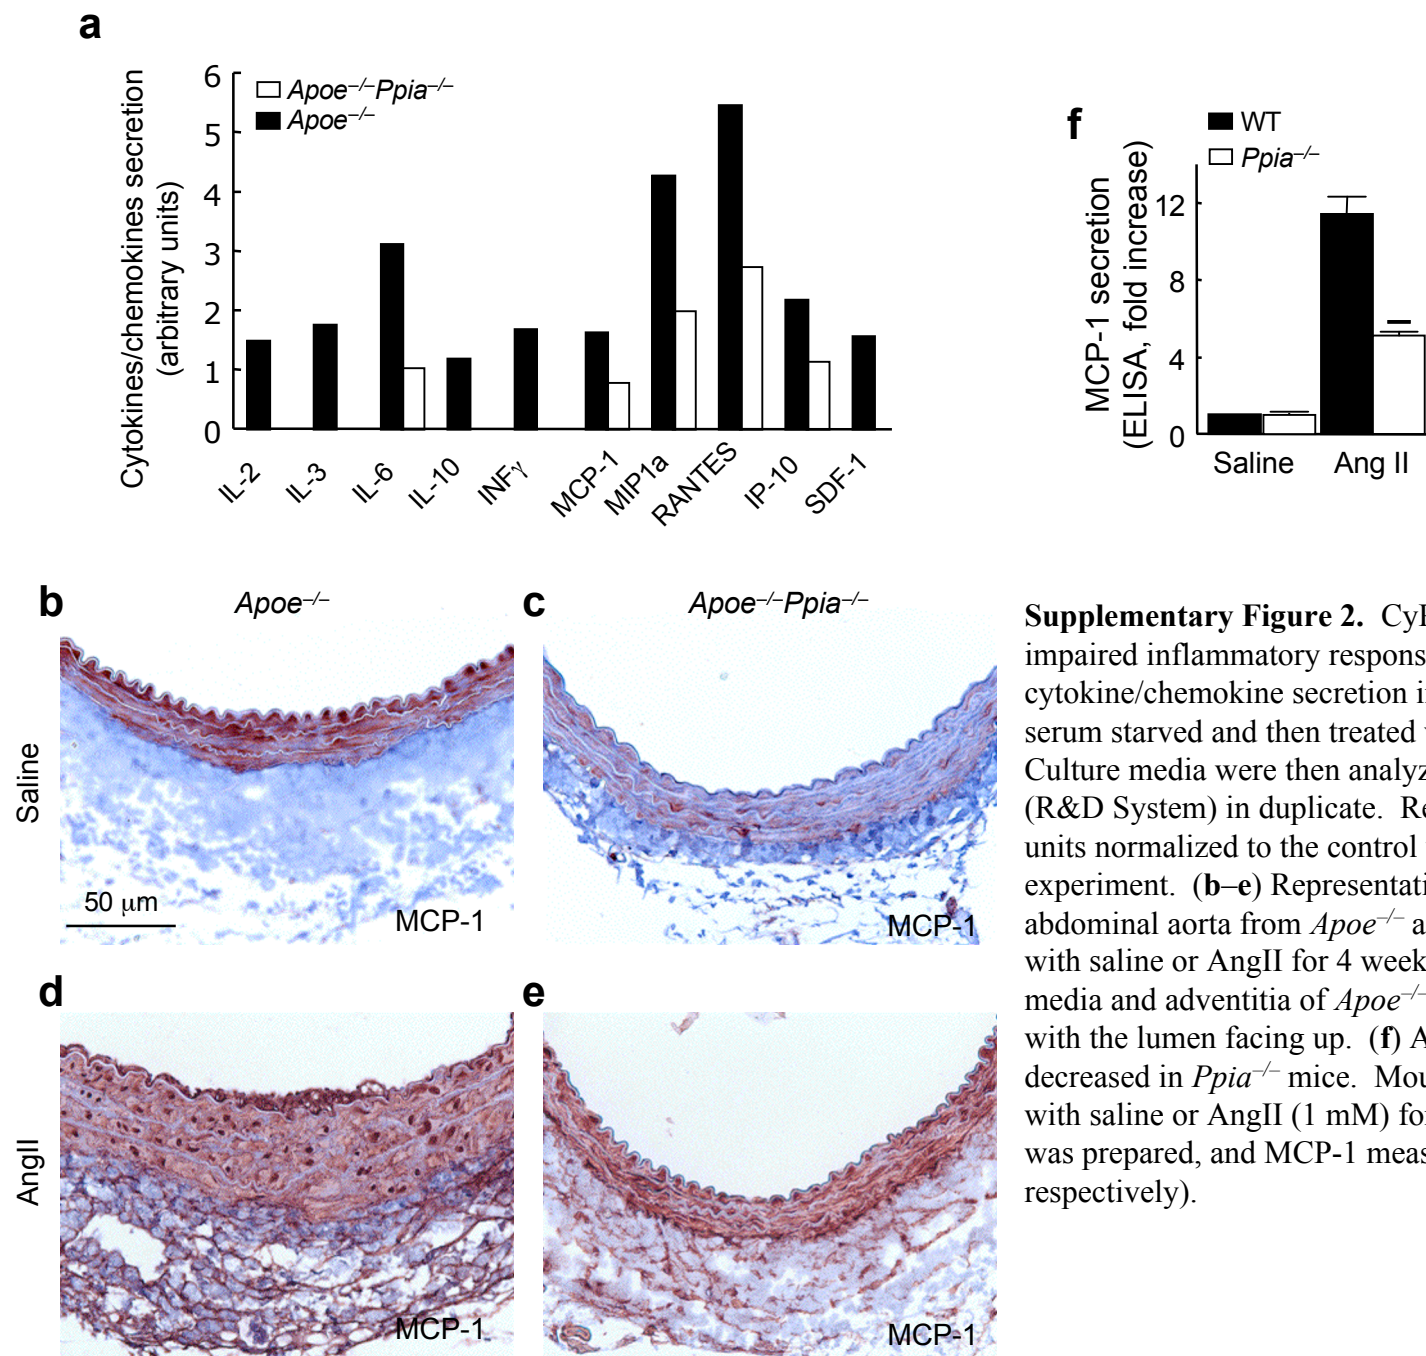 a
Cytokines/chemokines secretion
(arbitrary units)
6
5
4
3
2
1
0
Apoe–/–Ppia–/–
Apoe–/–
IL-2
IL-3
IL-6
IL-10
INFγ
MCP-1
MIP1a
RANTES
IP-10
SDF-1
f
WT
Ppia–/–
MCP-1 secretion
(ELISA, fold increase)
12
8
4
0
Saline
Ang II
b
Apoe–/–
c
Apoe–/–Ppia–/–
Saline
50 µm
MCP-1
MCP-1
d
e
AngII
MCP-1
MCP-1
Supplementary Figure 2. Cy
impaired inflammatory respons
cytokine/chemokine secretion i
serum starved and then treated
Culture media were then analyz
(R&D System) in duplicate. Re
units normalized to the control
experiment. (b–e) Representati
abdominal aorta from Apoe–/– a
with saline or AngII for 4 week
media and adventitia of Apoe–/–
with the lumen facing up. (f) A
decreased in Ppia–/– mice. Mou
with saline or AngII (1 mM) fo
was prepared, and MCP-1 meas
respectively).